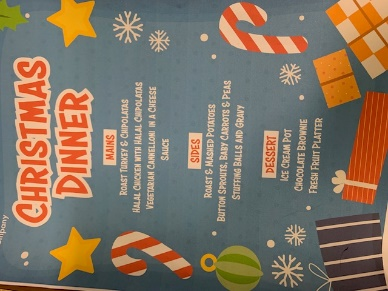 CHRISTMAS
DINNER
MAINS
ROAST TURKEY & CHIPOLATAS
HALAL CHICKEN WITH HALAL CHIPOLATAS
VEGETARIAN CANNELLONI IN A CHEESE
SAUCE
SIDES
ROAST & MASHED POTATOES
BUTTON SPROUTS, BABY CARROTS & PEAS
STUFFING BALLS AND GRAVY
DESSERT
ICE CREAM POT
CHOCOLATE BROWNIE
FRESH FRUIT PLATTER